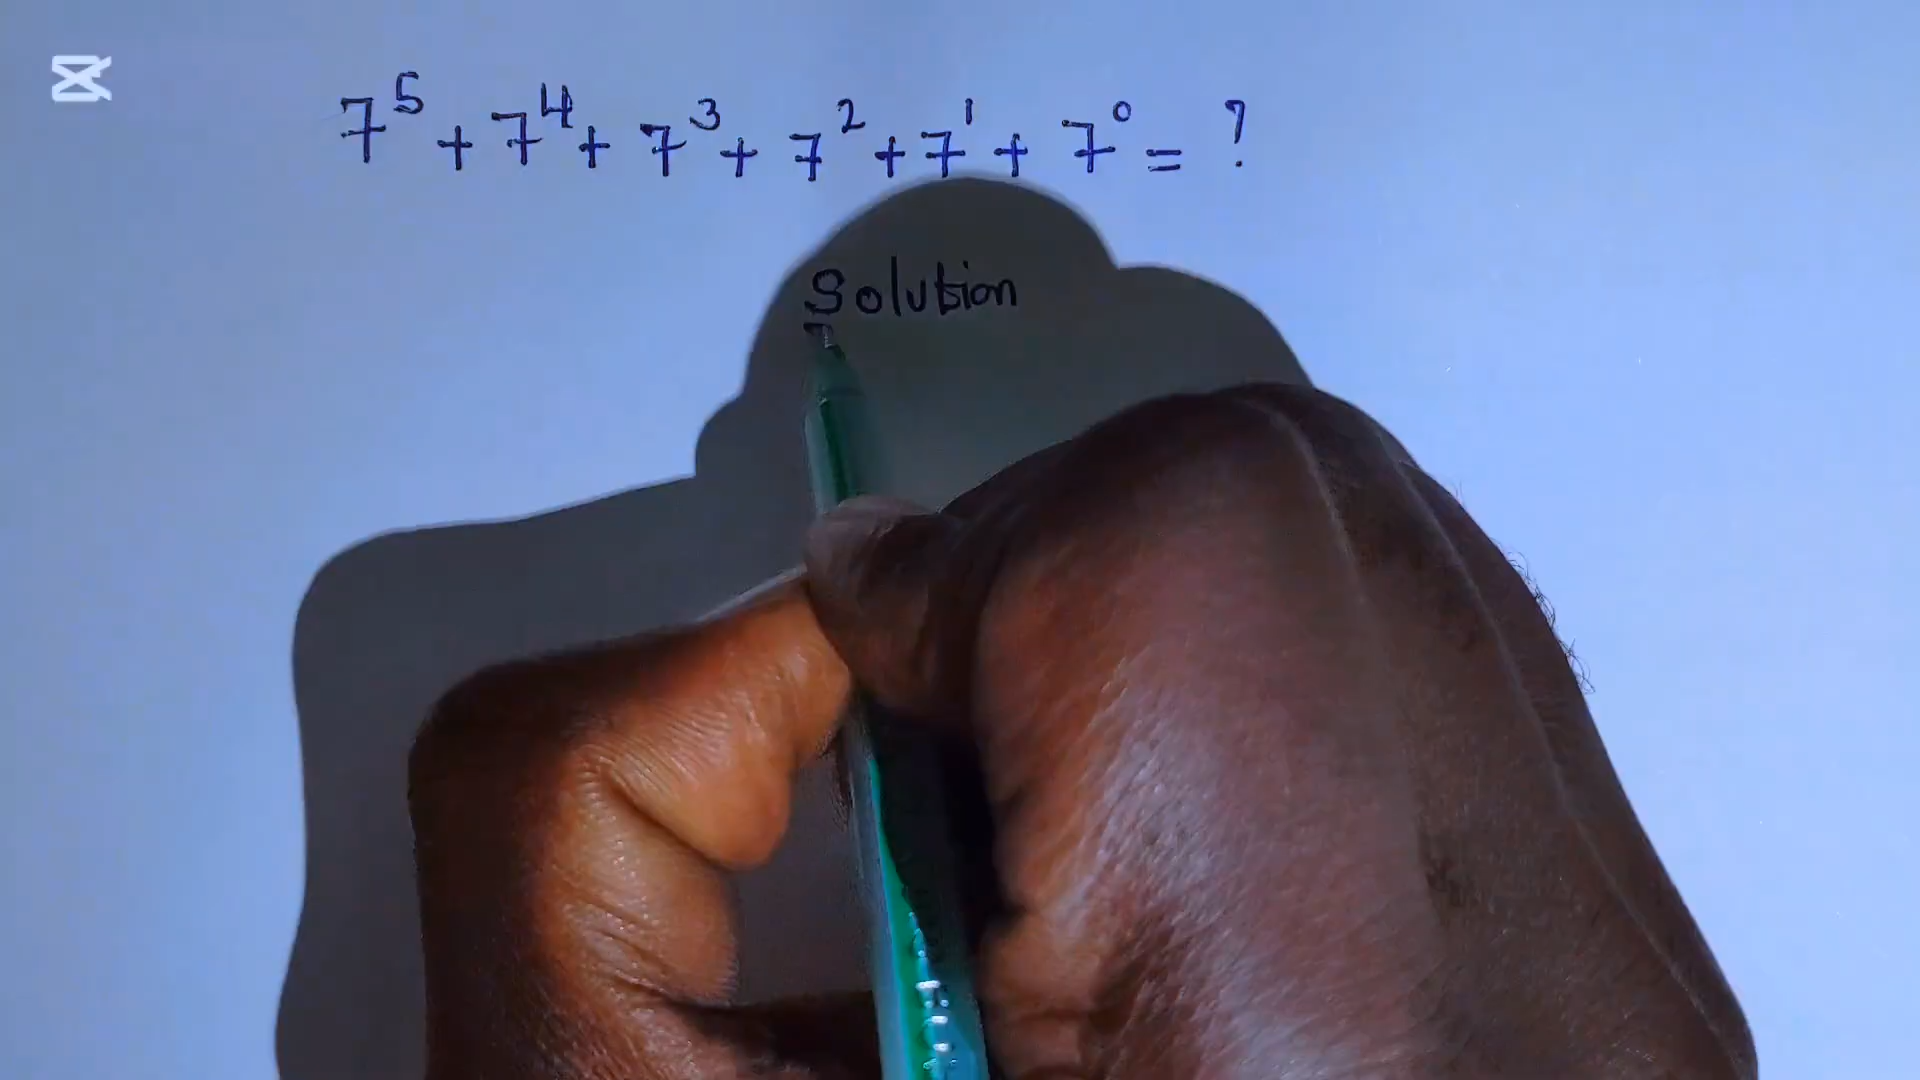 7⁵ + 7⁴ + 7³ + 7² + 7¹ + 7⁰ = ?
Solution